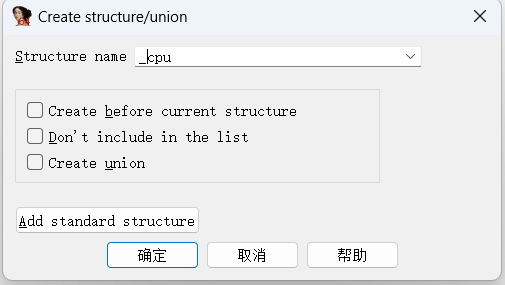 Create structure/union
Structure name _cpu
Create before current structure
Don't include in the list
Create union
Add standard structure
确定 取消 帮助